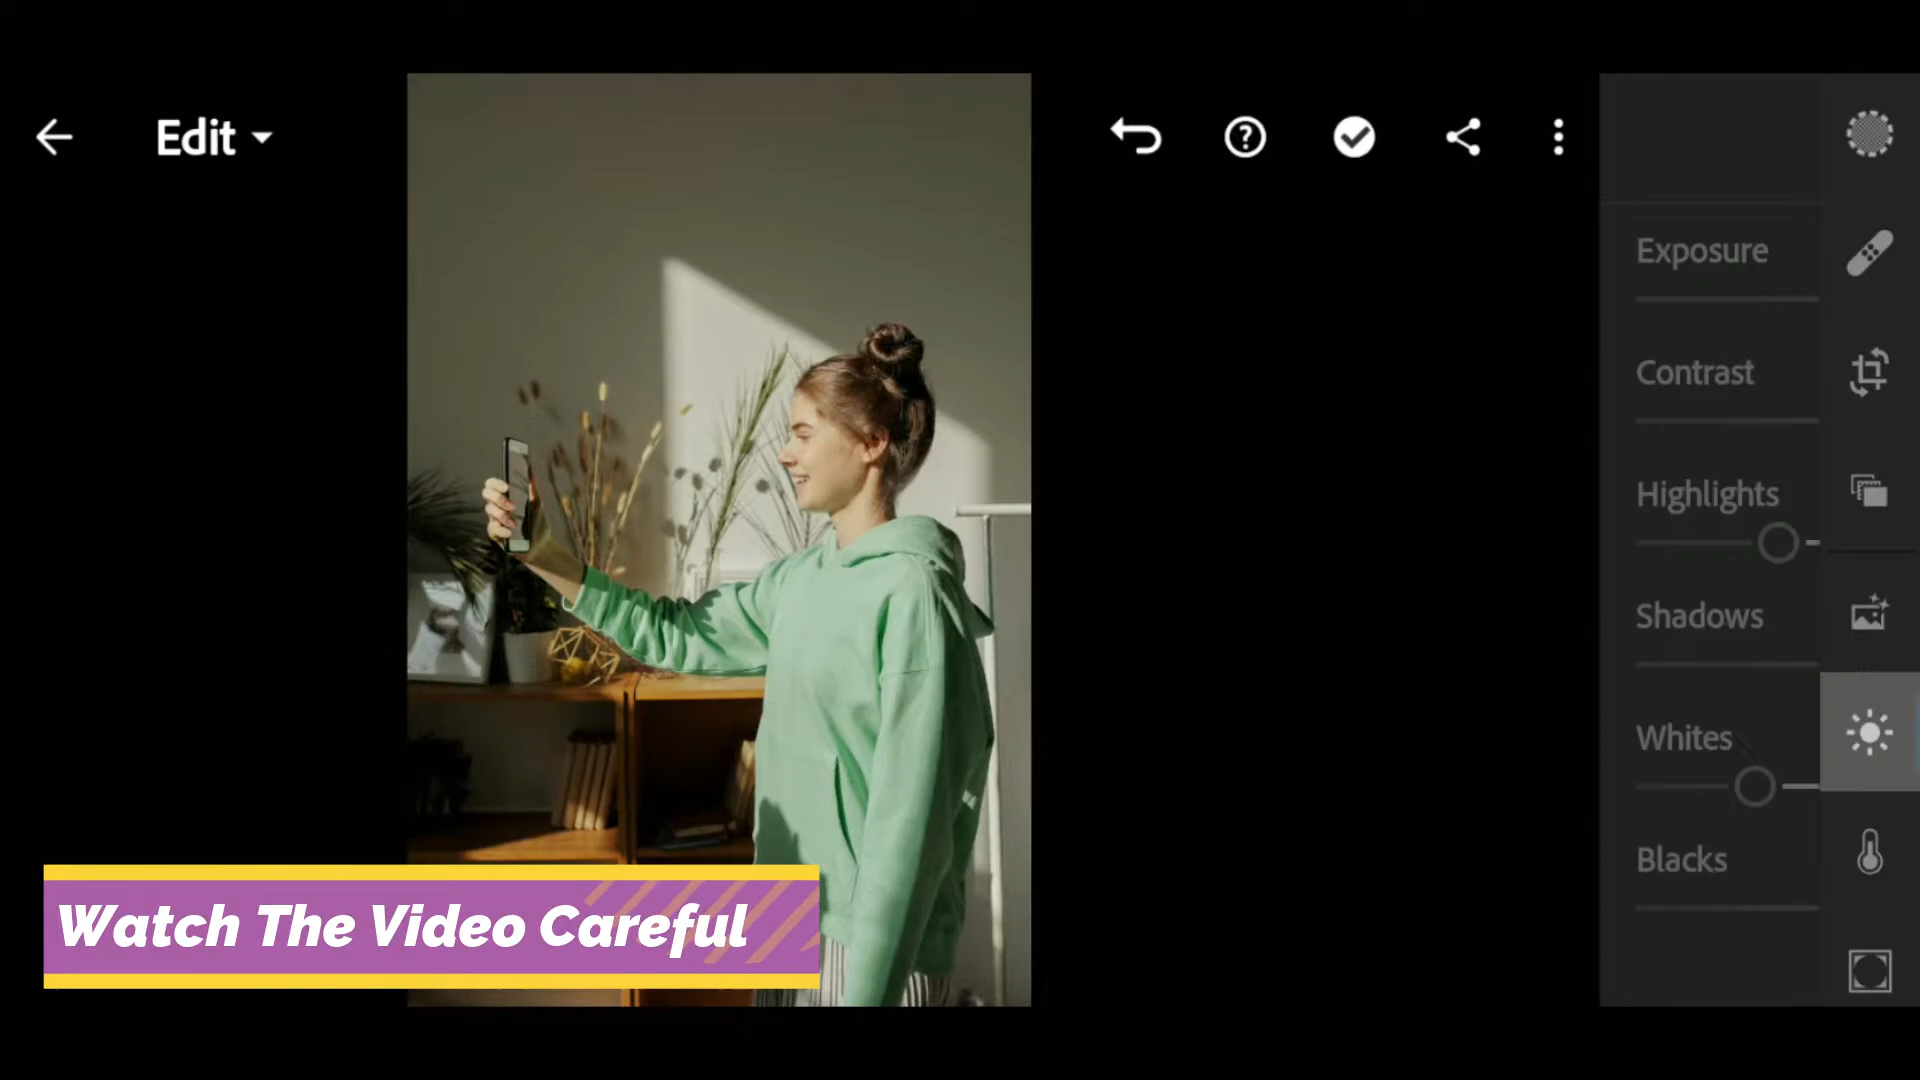 Edit
Exposure
Contrast
Highlights
Shadows
Whites
Blacks
Watch The Video Careful